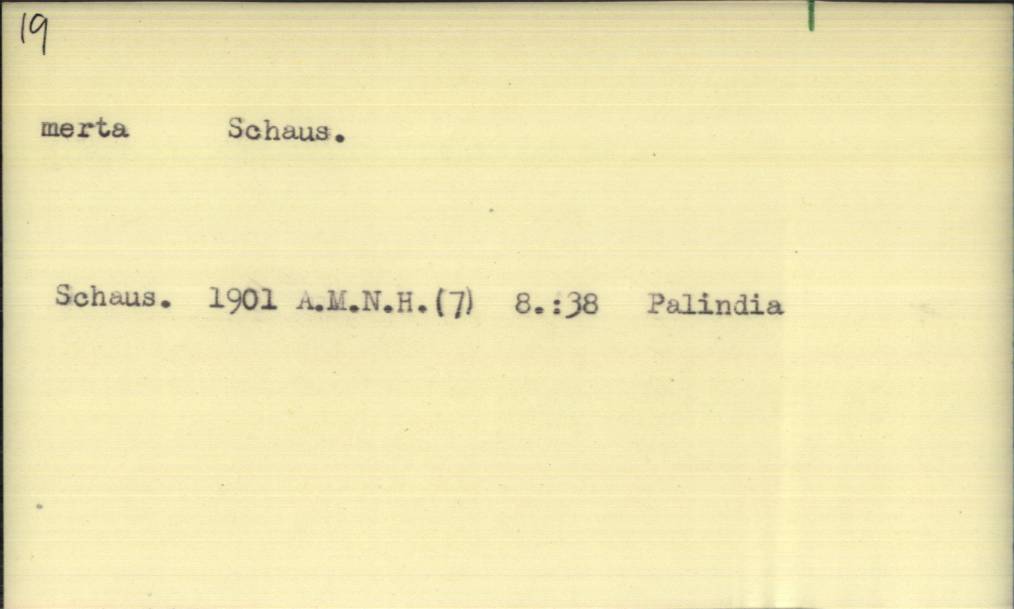 19
merta Schaus.
Schaus. 1901 A.M.N.H.(7) 8.:38 Palindia